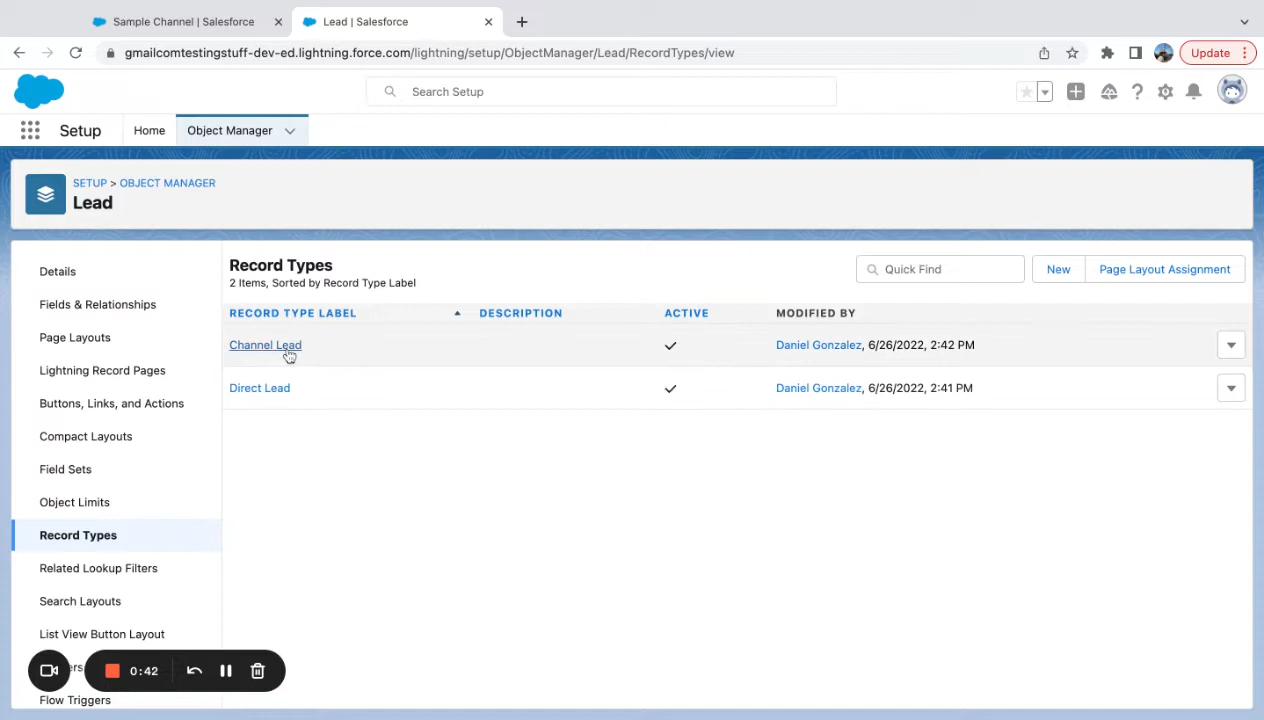 Sample Channel | Salesforce
Lead | Salesforce
gmailcomtestingstuff-dev-ed.lightning.force.com/lightning/setup/ObjectManager/Lead/RecordTypes/view
Update
Search Setup
Setup
Home
Object Manager
SETUP > OBJECT MANAGER
Lead
Details
Fields & Relationships
Page Layouts
Lightning Record Pages
Buttons, Links, and Actions
Compact Layouts
Field Sets
Object Limits
Record Types
Related Lookup Filters
Search Layouts
List View Button Layout
0:42
Flow Triggers
Record Types
2 Items, Sorted by Record Type Label
Quick Find
New
Page Layout Assignment
RECORD TYPE LABEL DESCRIPTION ACTIVE MODIFIED BY
Channel Lead Daniel Gonzalez, 6/26/2022, 2:42 PM
Direct Lead Daniel Gonzalez, 6/26/2022, 2:41 PM